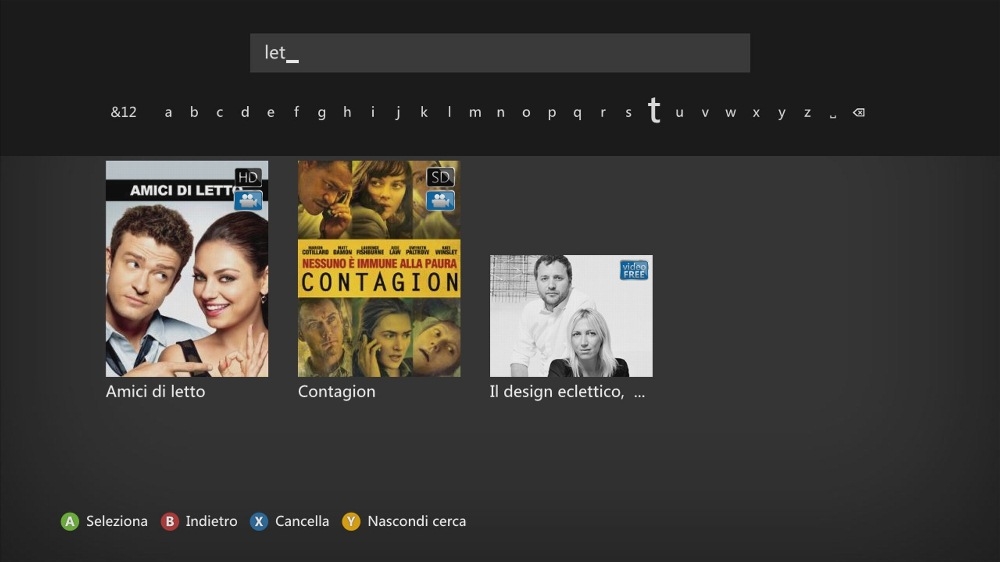 let_
&12 a b c d e f g h i j k l m n o p q r s t u v w x y z ␣ ⌫
HD
AMICI DI LETTO
SD
MARION COTILLARD MATT DAMON LAURENCE FISHBURNE JUDE LAW GWYNETH PALTROW KATE WINSLET
NESSUNO È IMMUNE ALLA PAURA
CONTAGION
video
FREE
Amici di letto
Contagion
Il design eclettico, ...
A Seleziona B Indietro X Cancella Y Nascondi cerca